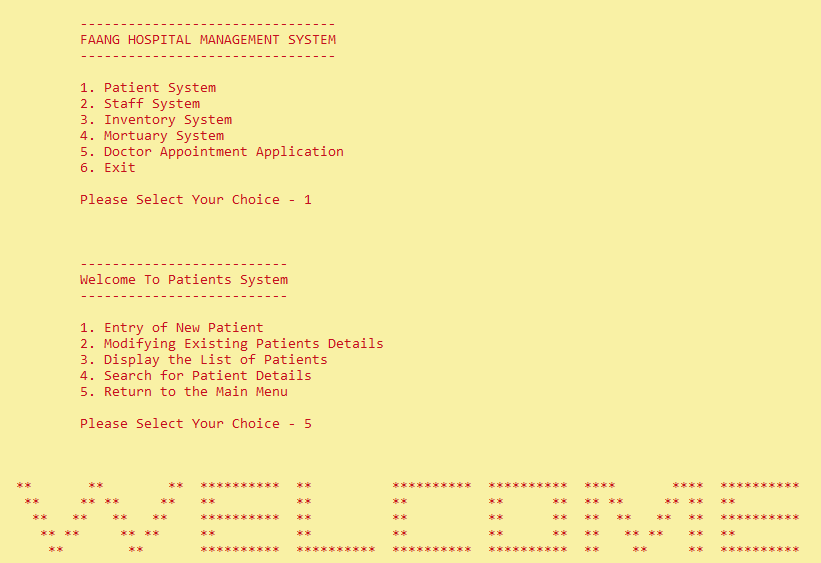 --------------------------------
FAANG HOSPITAL MANAGEMENT SYSTEM
--------------------------------
1. Patient System
2. Staff System
3. Inventory System
4. Mortuary System
5. Doctor Appointment Application
6. Exit
Please Select Your Choice - 1
--------------------------
Welcome To Patients System
--------------------------
1. Entry of New Patient
2. Modifying Existing Patients Details
3. Display the List of Patients
4. Search for Patient Details
5. Return to the Main Menu
Please Select Your Choice - 5
WELCOME